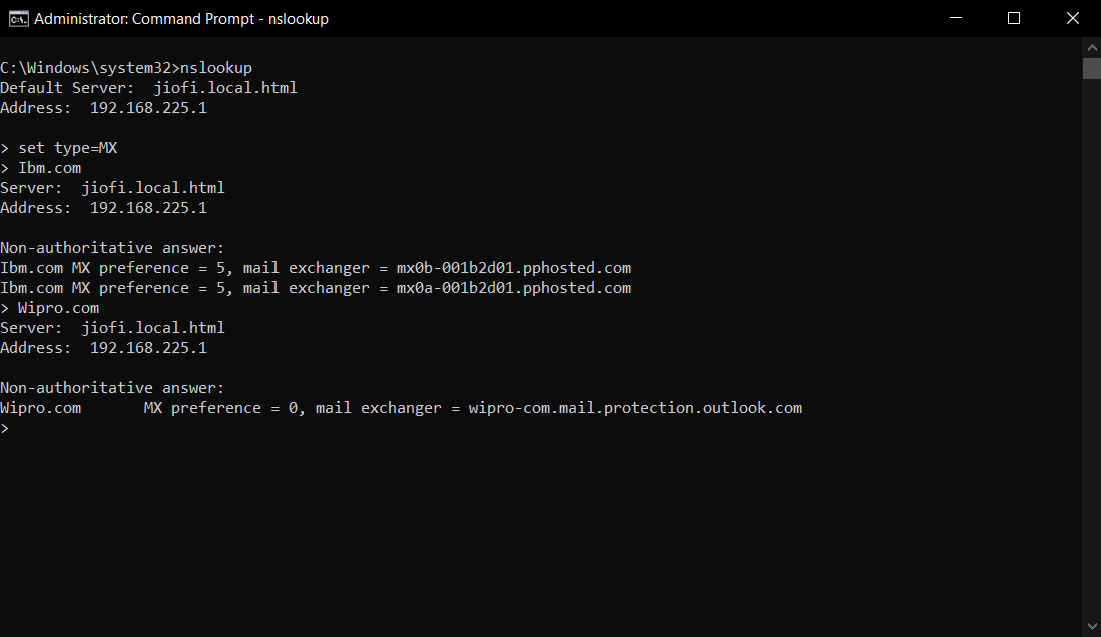 Administrator: Command Prompt - nslookup
C:\Windows\system32>nslookup
Default Server:  jiofi.local.html
Address:  192.168.225.1
> set type=MX
> Ibm.com
Server:  jiofi.local.html
Address:  192.168.225.1
Non-authoritative answer:
Ibm.com MX preference = 5, mail exchanger = mx0b-001b2d01.pphosted.com
Ibm.com MX preference = 5, mail exchanger = mx0a-001b2d01.pphosted.com
> Wipro.com
Server:  jiofi.local.html
Address:  192.168.225.1
Non-authoritative answer:
Wipro.com       MX preference = 0, mail exchanger = wipro-com.mail.protection.outlook.com
>